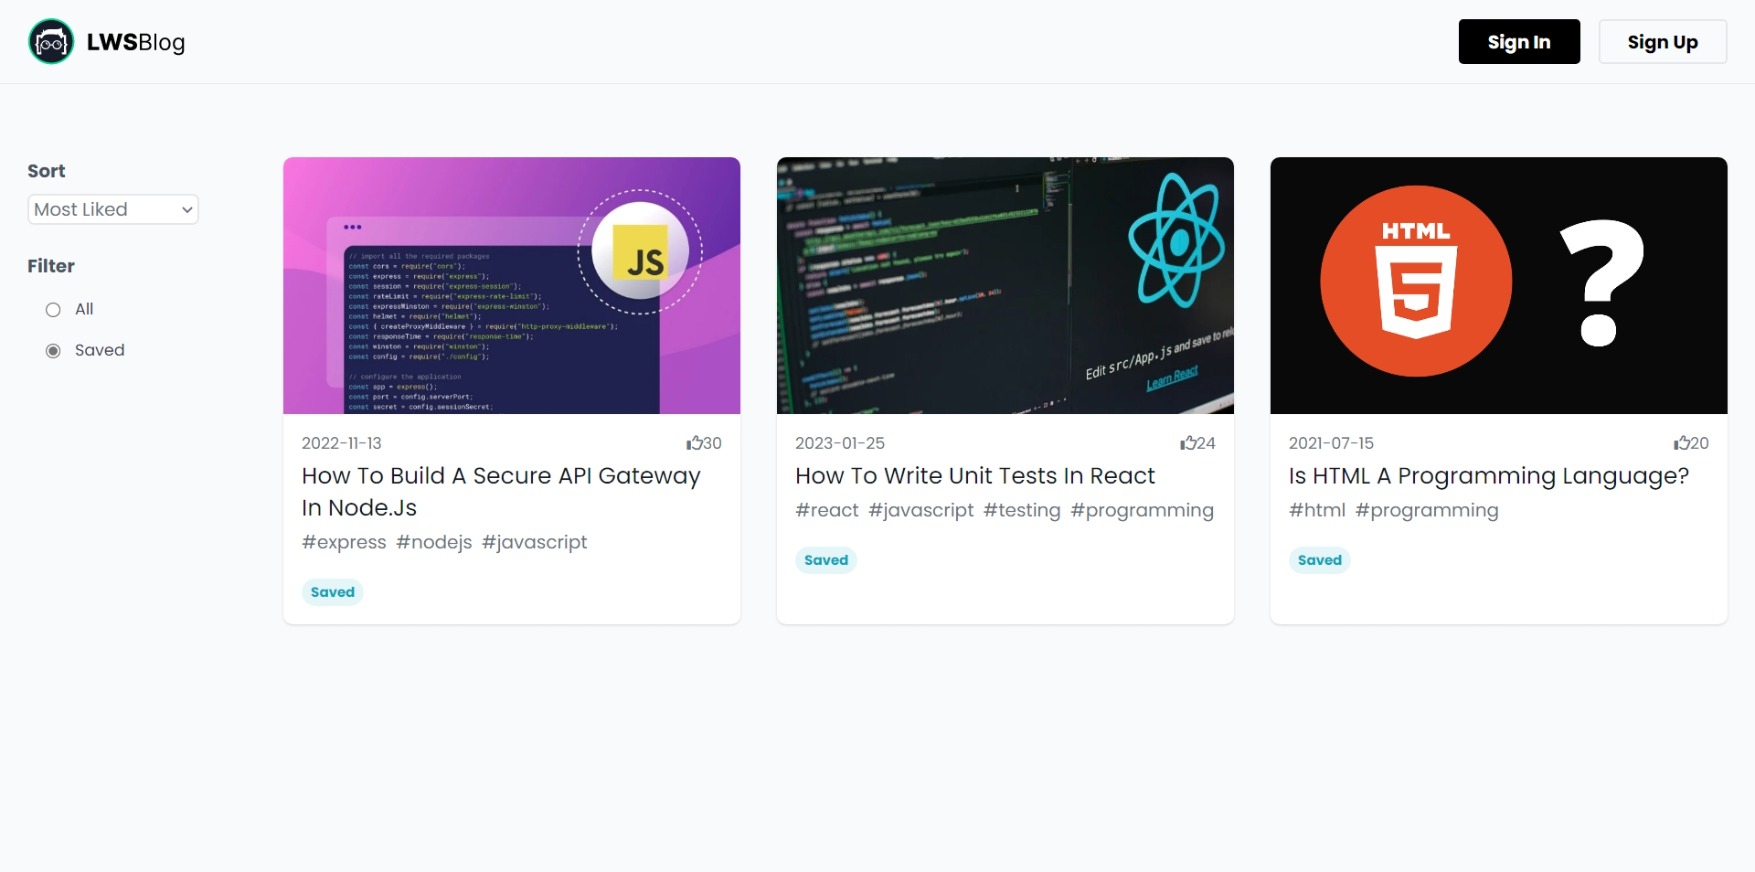 LWSBlog
Sign In
Sign Up
Sort
Most Liked
Filter
All
Saved
// import all the required packages
const cors = require("cors");
const express = require("express");
const session = require("express-session");
const rateLimit = require("express-rate-limit");
const expressWinston = require("express-winston");
const helmet = require("helmet");
const { createProxyMiddleware } = require("http-proxy-middleware");
const responseTime = require("response-time");
const winston = require("winston");
const config = require("./config");
// configure the application
const app = express();
const port = config.serverPort;
const secret = config.sessionSecret;
JS
2022-11-13
30
How To Build A Secure API Gateway
In Node.Js
#express #nodejs #javascript
Saved
Edit src/App.js and save to
Learn React
2023-01-25
24
How To Write Unit Tests In React
#react #javascript #testing #programming
Saved
HTML
5
?
2021-07-15
20
Is HTML A Programming Language?
#html #programming
Saved